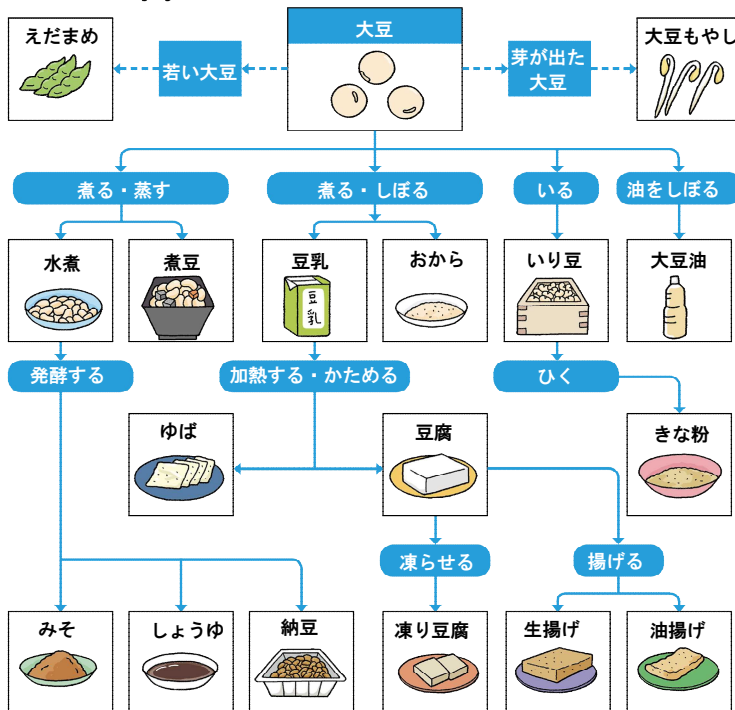 えだまめ
若い大豆
大豆
芽が出た
大豆
大豆もやし
煮る・蒸す
煮る・しぼる
いる
油をしぼる
水煮
煮豆
豆乳
豆乳
おから
いり豆
大豆油
発酵する
加熱する・かためる
ひく
ゆば
豆腐
きな粉
凍らせる
揚げる
みそ
しょうゆ
納豆
凍り豆腐
生揚げ
油揚げ